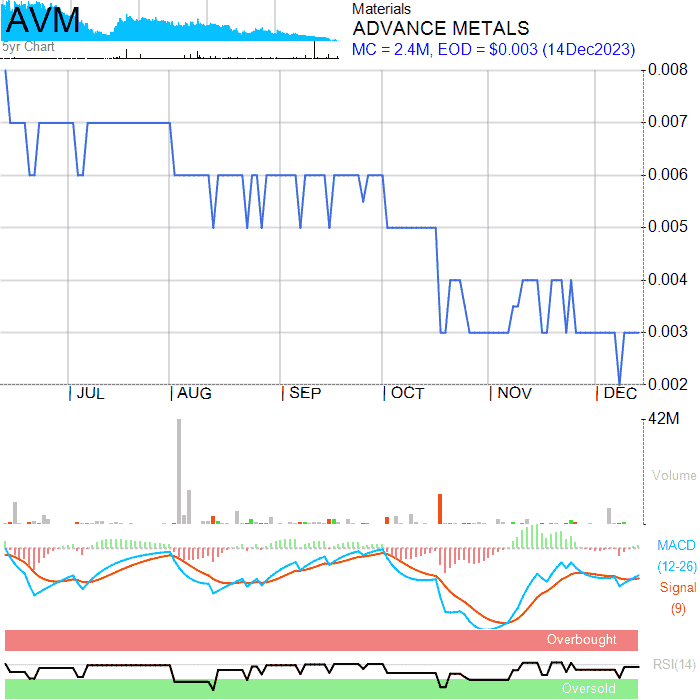 AVM
5yr Chart
Materials
ADVANCE METALS
MC = 2.4M, EOD = $0.003 (14Dec2023)
0.008
0.007
0.006
0.005
0.004
0.003
0.002
JUL AUG SEP OCT NOV DEC
42M
Volume
MACD
(12-26)
Signal
(9)
Overbought
RSI(14)
Oversold